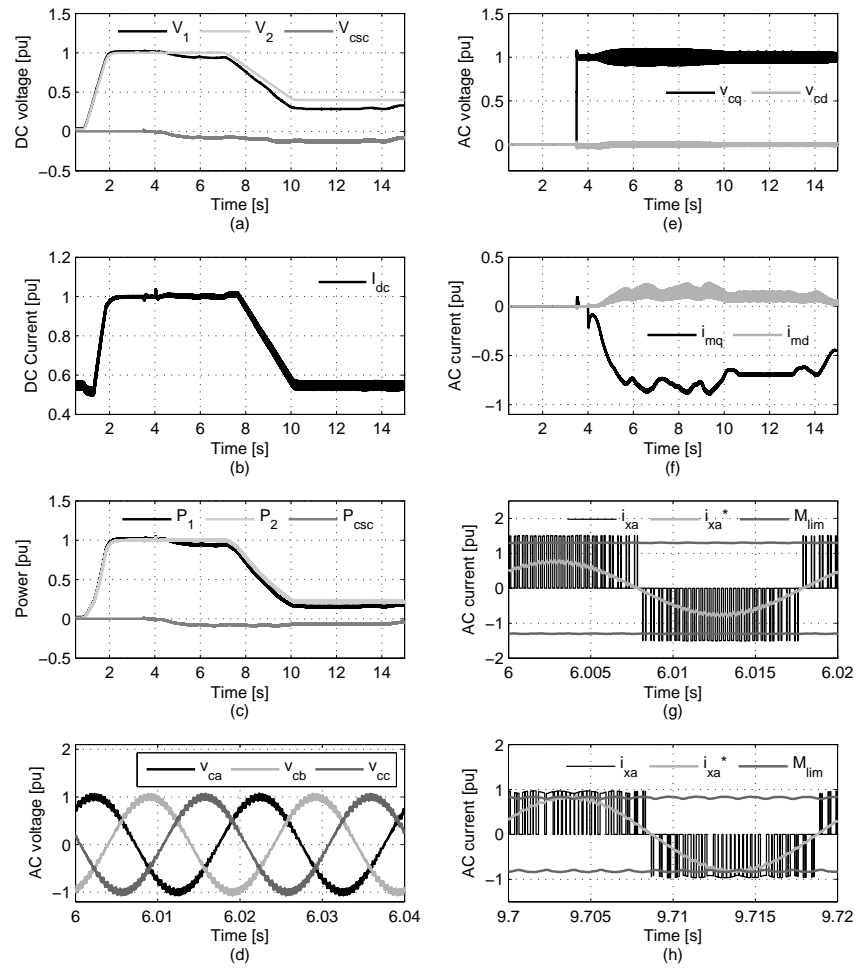 V1 V2 Vcsc
DC voltage [pu]
1.5
1
0.5
0
−0.5
2 4 6 8 10 12 14
Time [s]
(a)
vcq vcd
AC voltage [pu]
1.5
1
0.5
0
2 4 6 8 10 12 14
Time [s]
(e)
Idc
DC Current [pu]
1.2
1
0.8
0.6
0.4
2 4 6 8 10 12 14
Time [s]
(b)
imq imd
AC current [pu]
0.5
0
−0.5
−1
2 4 6 8 10 12 14
Time [s]
(f)
P1 P2 Pcsc
Power [pu]
1.5
1
0.5
0
−0.5
2 4 6 8 10 12 14
Time [s]
(c)
ixa ixa* Mlim
AC current [pu]
2
1
0
−1
−2
6 6.005 6.01 6.015 6.02
Time [s]
(g)
vca vcb vcc
AC voltage [pu]
2
1
0
−1
6 6.01 6.02 6.03 6.04
Time [s]
(d)
ixa ixa* Mlim
AC current [pu]
2
1
0
−1
9.7 9.705 9.71 9.715 9.72
Time [s]
(h)